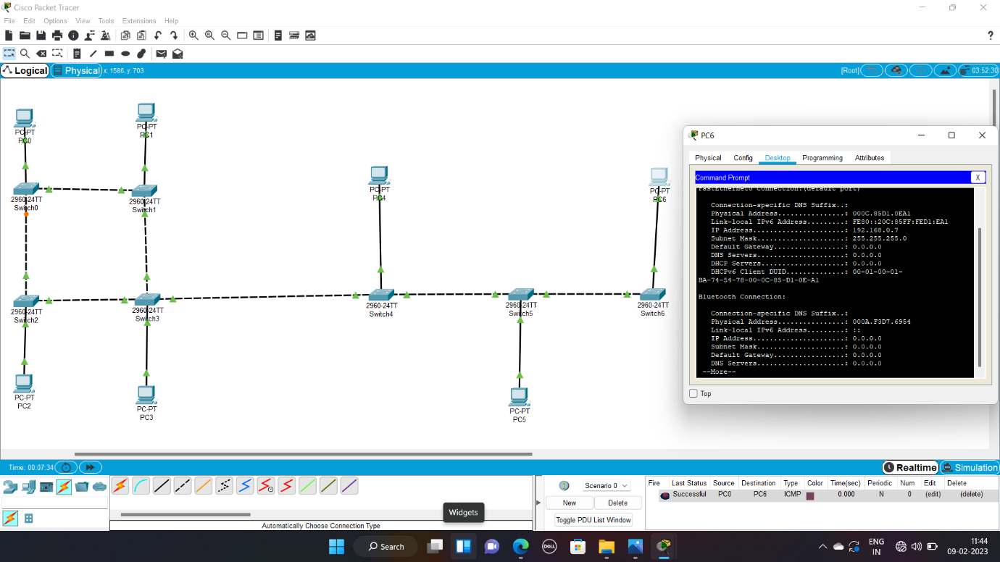 Cisco Packet Tracer
File Edit Options View Tools Extensions Help
?
Logical Physical x: 1586, y: 703 [Root] 03:52:30
PC-PT
PC0
PC-PT
PC1
2960-24TT
Switch0
2960-24TT
Switch1
PC-PT
PC4
PC-PT
PC6
2960-24TT
Switch2
2960-24TT
Switch3
2960-24TT
Switch4
2960-24TT
Switch5
2960-24TT
Switch6
PC-PT
PC2
PC-PT
PC3
PC-PT
PC5
PC6
Physical Config Desktop Programming Attributes
Command Prompt X
FastEthernet0 Connection:(default port)
Connection-specific DNS Suffix..:
Physical Address................: 000C.85D1.0EA1
Link-local IPv6 Address.........: FE80::20C:85FF:FED1:EA1
IP Address......................: 192.168.0.7
Subnet Mask.....................: 255.255.255.0
Default Gateway.................: 0.0.0.0
DNS Servers.....................: 0.0.0.0
DHCP Servers....................: 0.0.0.0
DHCPv6 Client DUID..............: 00-01-00-01-
BA-74-54-78-00-0C-85-D1-0E-A1
Bluetooth Connection:
Connection-specific DNS Suffix..:
Physical Address................: 000A.F3D7.6954
Link-local IPv6 Address.........: ::
IP Address......................: 0.0.0.0
Subnet Mask.....................: 0.0.0.0
Default Gateway.................: 0.0.0.0
DNS Servers.....................: 0.0.0.0
--More--
Top
Time: 00:07:34 Realtime Simulation
Scenario 0
New Delete
Toggle PDU List Window
Fire Last Status Source Destination Type Color Time(sec) Periodic Num Edit Delete
Successful PC0 PC6 ICMP 0.000 N 0 (edit) (delete)
Widgets
Automatically Choose Connection Type
Search
DELL
ENG
IN
11:44
09-02-2023